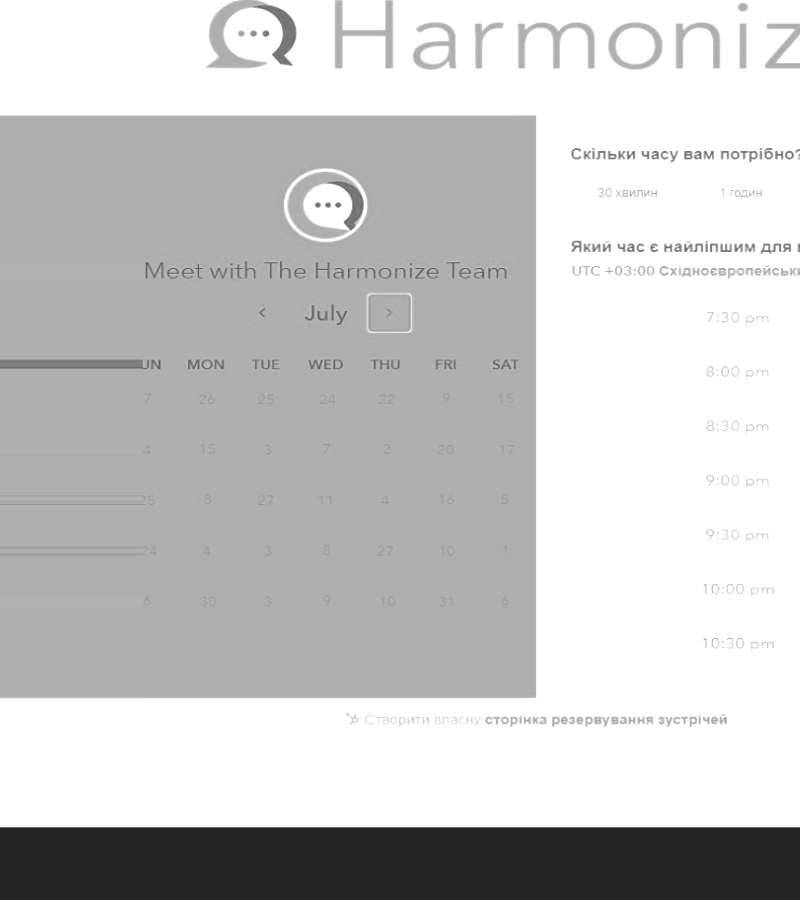 Harmoniz
Meet with The Harmonize Team
July
UN MON TUE WED THU FRI SAT
7 26 25 24 22 9 15
4 15 3 7 2 20 17
8 27 11 4 16 5
24 4 3 8 27 10 1
6 30 3 9 10 31 6
Скільки часу вам потрібно?
30 хвилин 1 годин
Який час є найліпшим для
UTC +03:00 Східноєвропейськи
7:30 pm
8:00 pm
8:30 pm
9:00 pm
9:30 pm
10:00 pm
10:30 pm
Створити власну сторінка резервування зустрічей